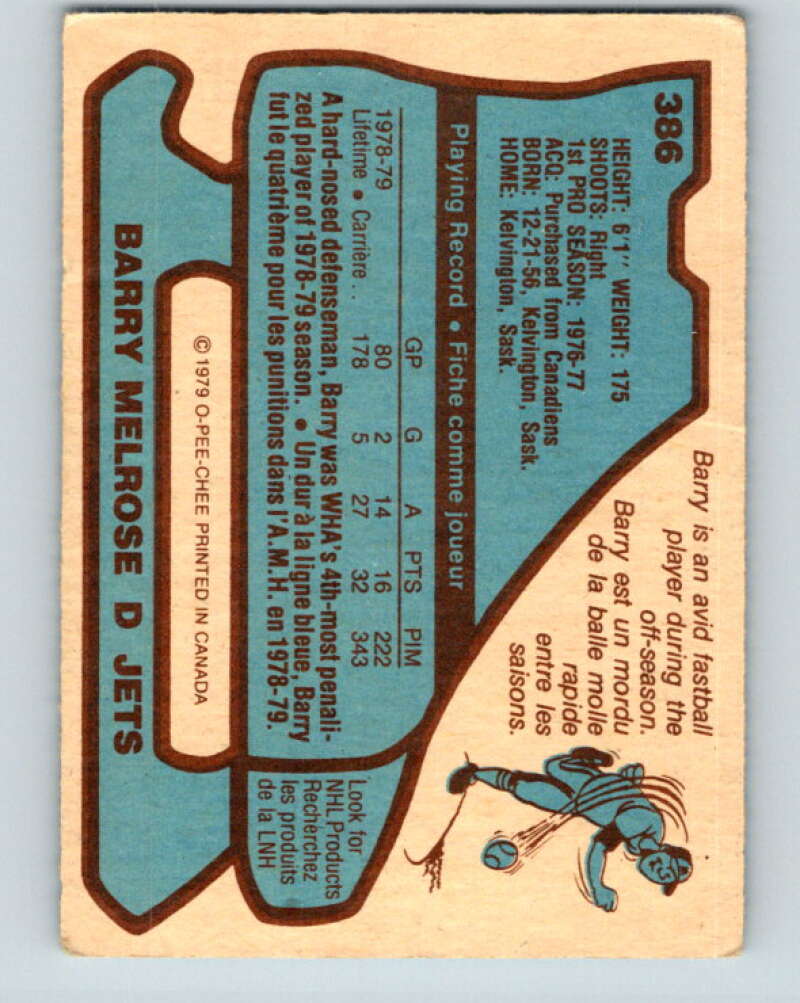 386
HEIGHT: 6'1" WEIGHT: 175
SHOOTS: Right
1st PRO SEASON: 1976-77
ACQ: Purchased from Canadiens
BORN: 12-21-56, Kelvington, Sask.
HOME: Kelvington, Sask.
Barry is an avid fastball
player during the
off-season.
Barry est un mordu
de la balle molle
rapide
entre les
saisons.
Playing Record • Fiche comme joueur
GP G A PTS PIM
1978-79 80 2 14 16 222
Lifetime • Carrière .. 178 5 27 32 343
A hard-nosed defenseman, Barry was WHA's 4th-most penali-
zed player of 1978-79 season. • Un dur à la ligne bleue, Barry
fut le quatrième pour les punitions dans l'A.M.H. en 1978-79.
Look for
NHL Products
Recherchez
les produits
de la LNH
© 1979 O-PEE-CHEE PRINTED IN CANADA
BARRY MELROSE D JETS